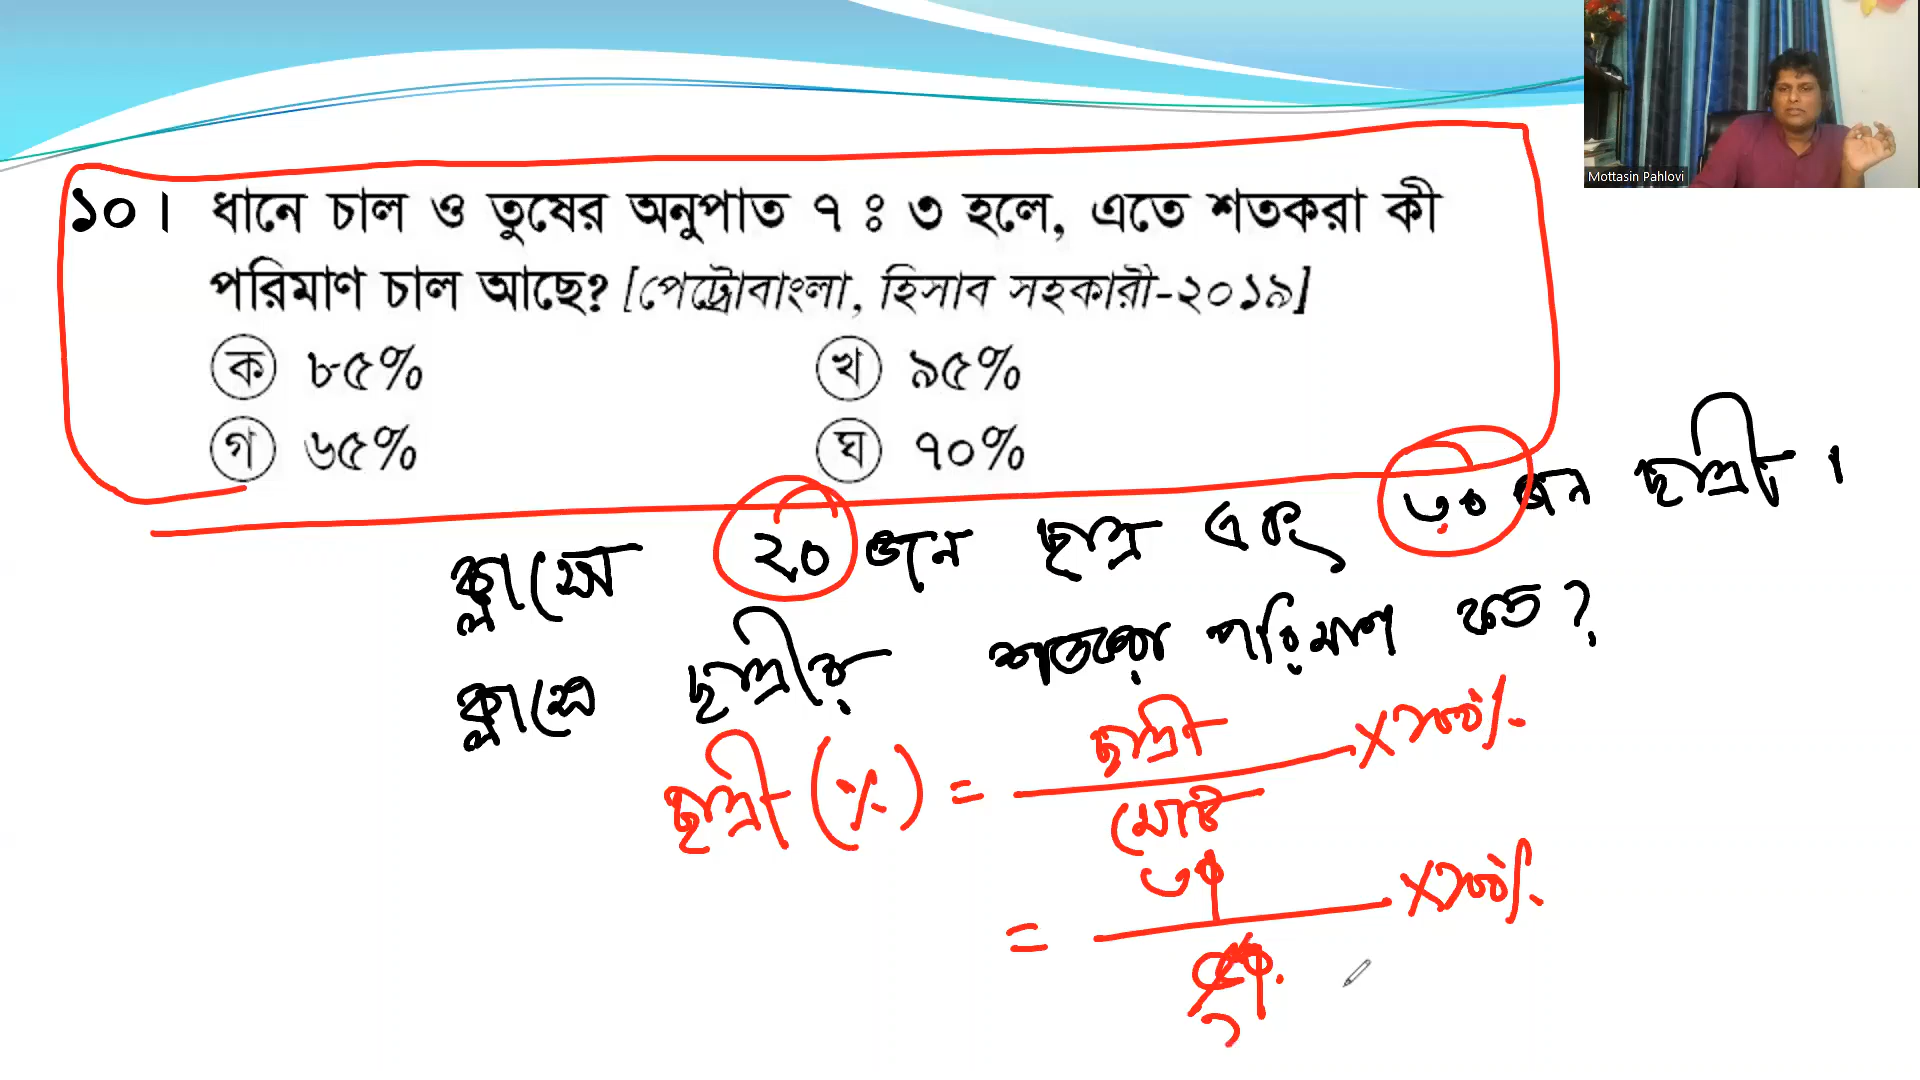 Mottasin Pahlovi
১০। ধানে চাল ও তুষের অনুপাত ৭ ঃ ৩ হলে, এতে শতকরা কী
পরিমাণ চাল আছে? [পেট্রোবাংলা, হিসাব সহকারী-২০১৯]
ক ৮৫% খ ৯৫%
গ ৬৫% ঘ ৭০%
ক্লাসে ২০ জন ছাত্র এবং ৩০ জন ছাত্রী।
ক্লাসে ছাত্রীর শতকরা পরিমাণ কত?
ছাত্রী (%) = ছাত্রী / মোট × ১০০%
= ৩০ / ৫০ × ১০০%
১